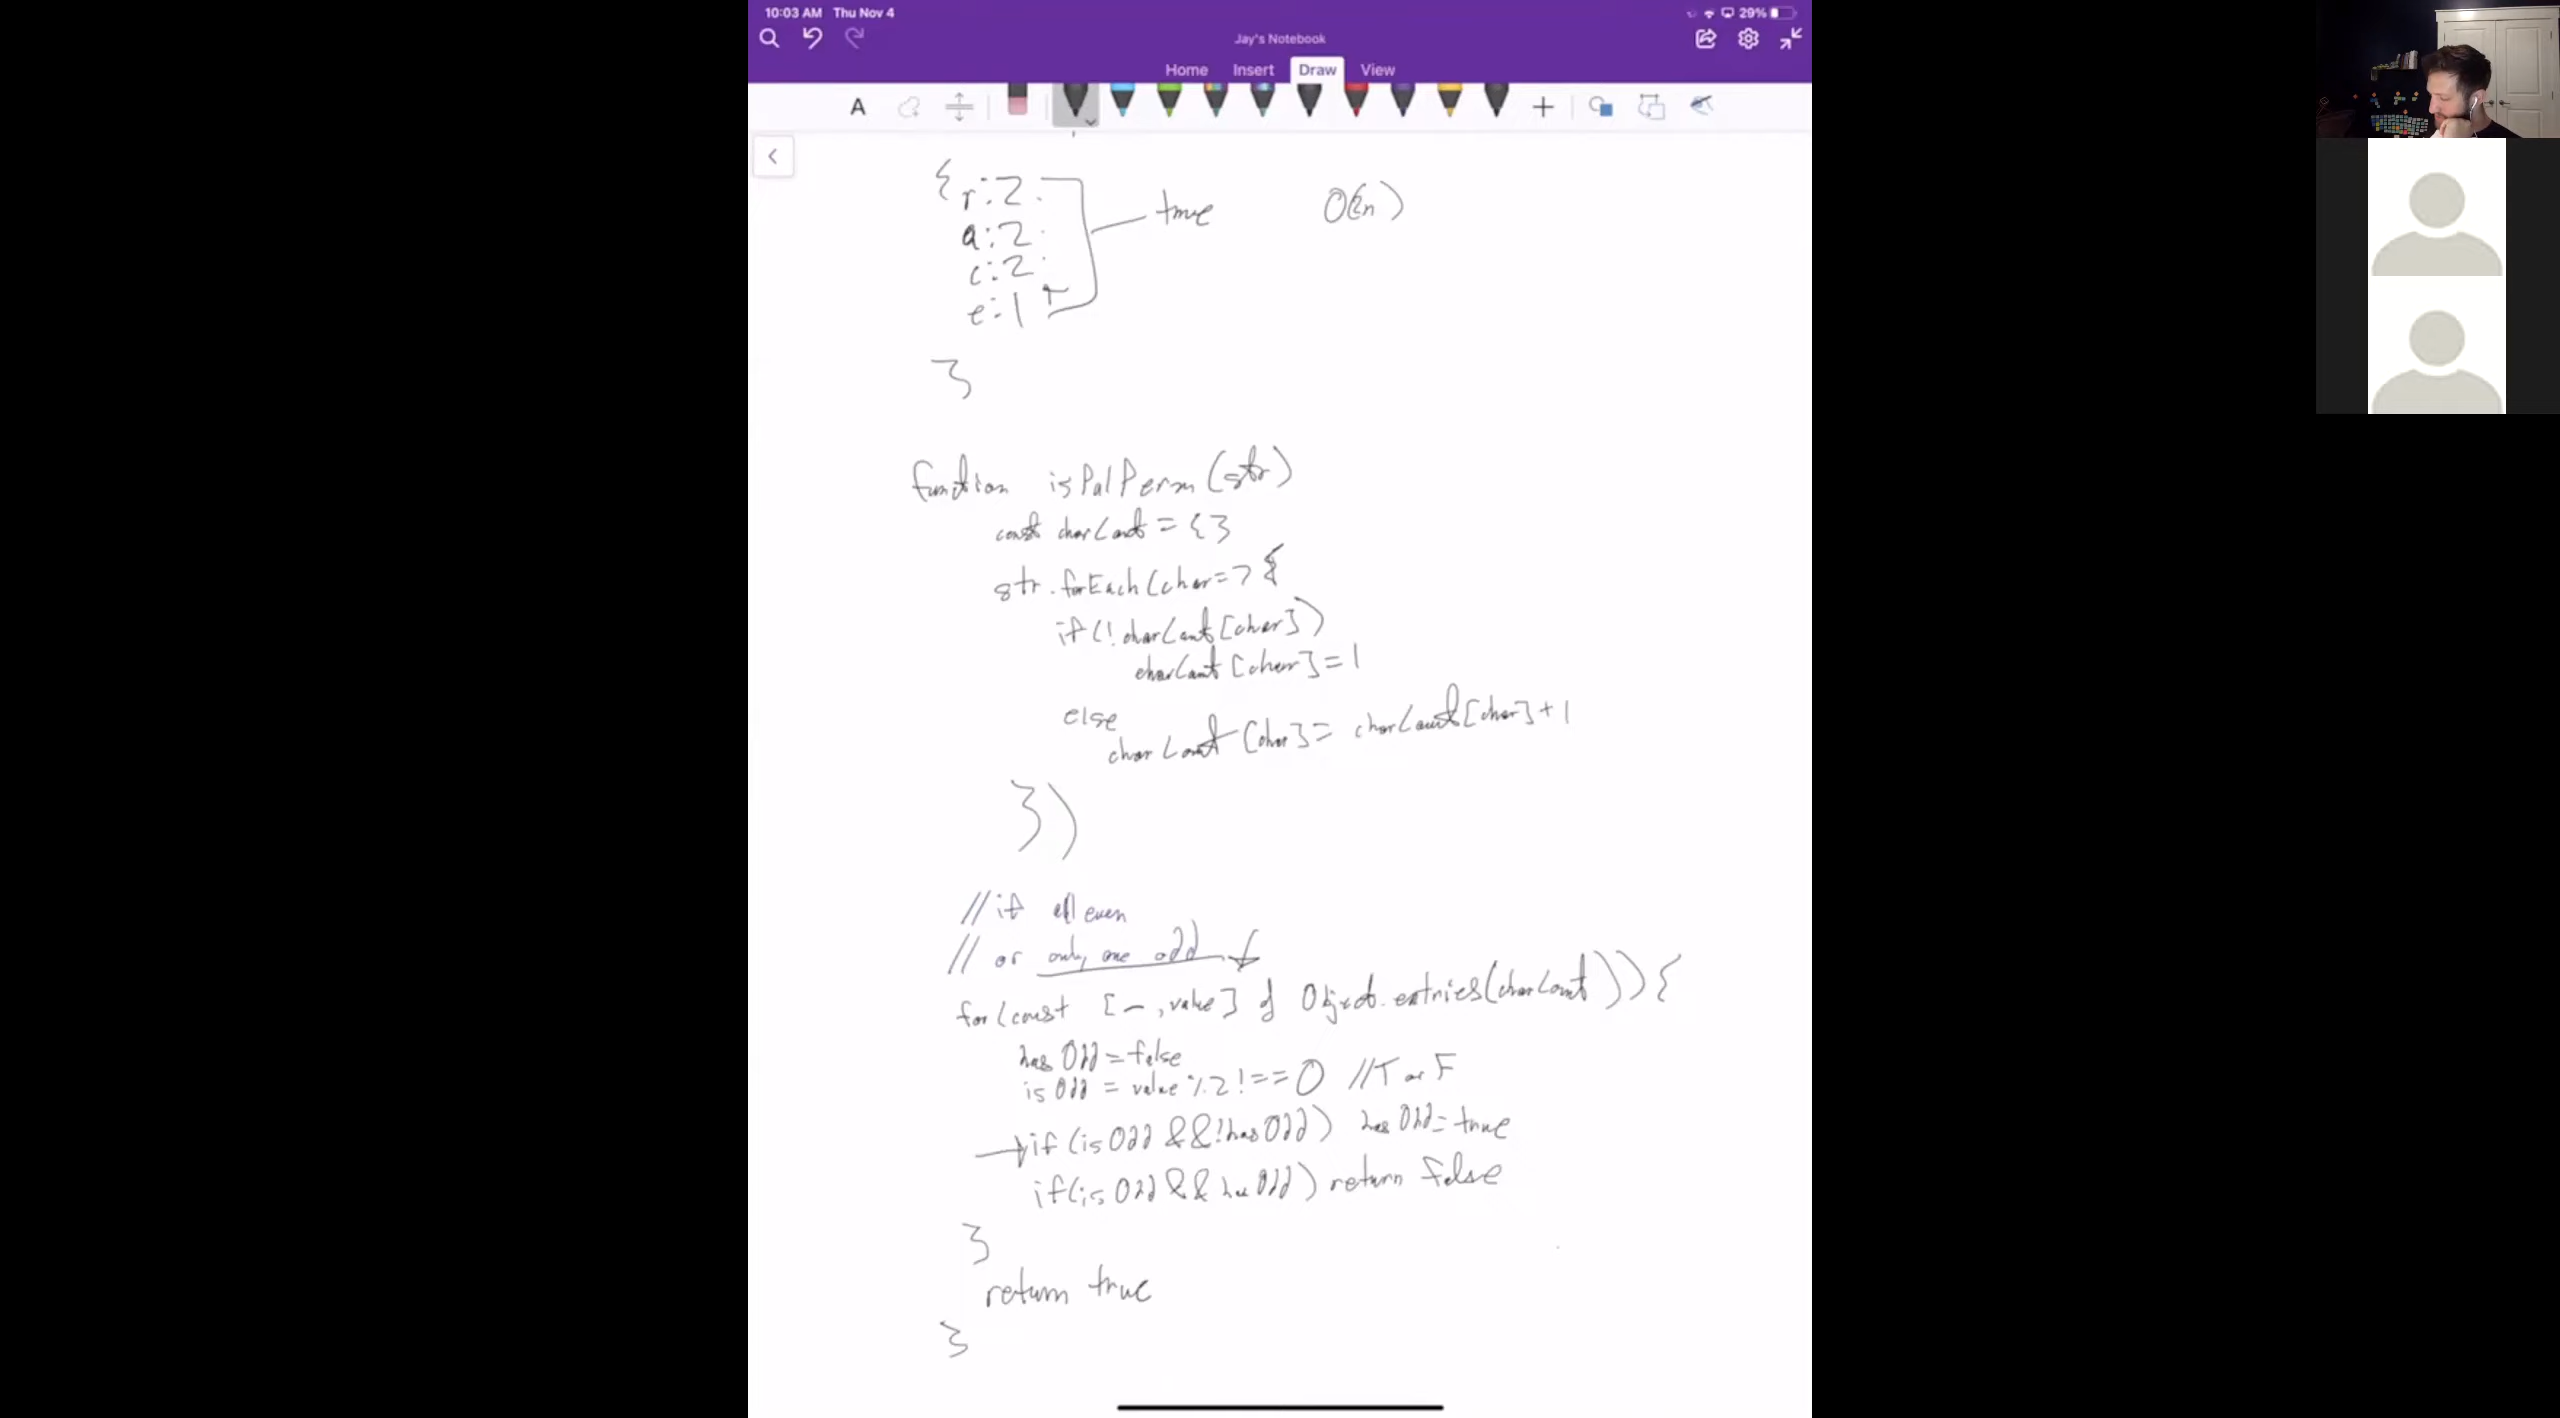 10:03 AM Thu Nov 4
29%
Jay's Notebook
Home Insert Draw View
A
{ r:2
a:2
c:2
e:1
true
O(2n)
}
function isPalPerm(str)
const charCount = {}
str.forEach(char=>{
if(!charCount[char])
charCount[char]=1
else
charCount[char]= charCount[char]+1
})
//if all even
// or only one odd
for(const [_,value] of Object.entries(charCount)){
hasOdd=false
isOdd = value%2!==0 //T or F
if(isOdd&&!hasOdd) hasOdd=true
if(isOdd&&hasOdd) return false
}
return true
}